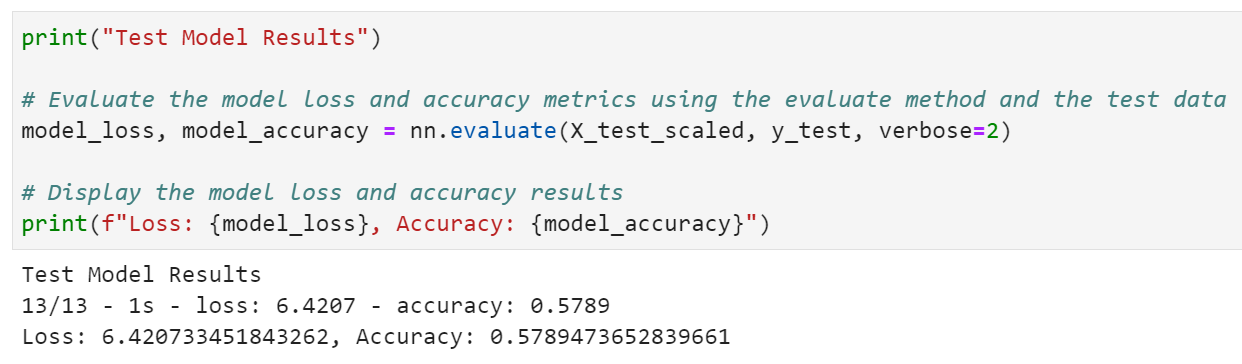 print("Test Model Results")
# Evaluate the model loss and accuracy metrics using the evaluate method and the test data
model_loss, model_accuracy = nn.evaluate(X_test_scaled, y_test, verbose=2)
# Display the model loss and accuracy results
print(f"Loss: {model_loss}, Accuracy: {model_accuracy}")
Test Model Results
13/13 - 1s - loss: 6.4207 - accuracy: 0.5789
Loss: 6.420733451843262, Accuracy: 0.5789473652839661